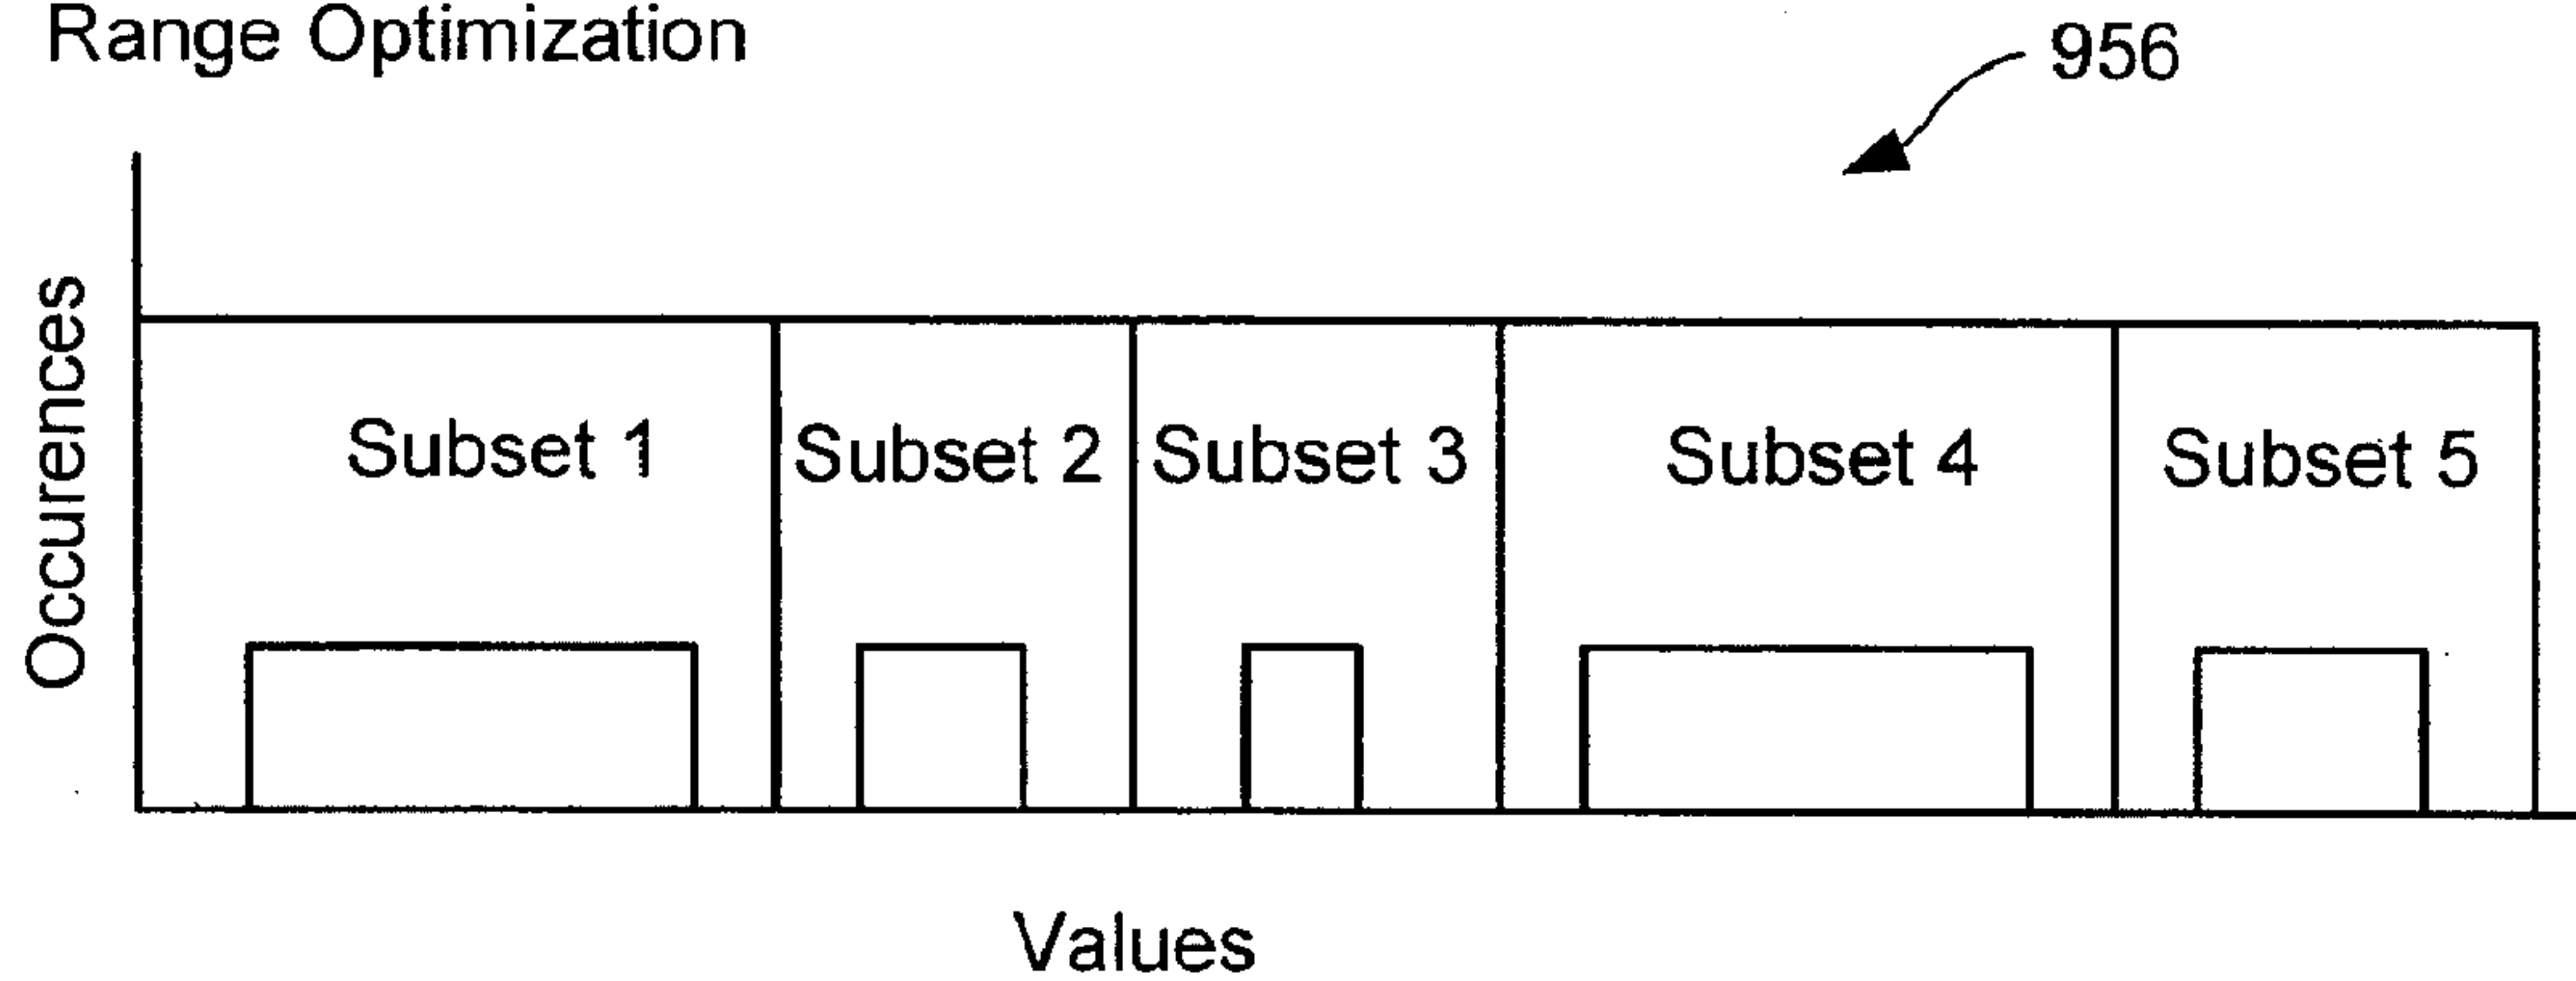 Range Optimization
956
Occurences
Subset 1
Subset 2
Subset 3
Subset 4
Subset 5
Values